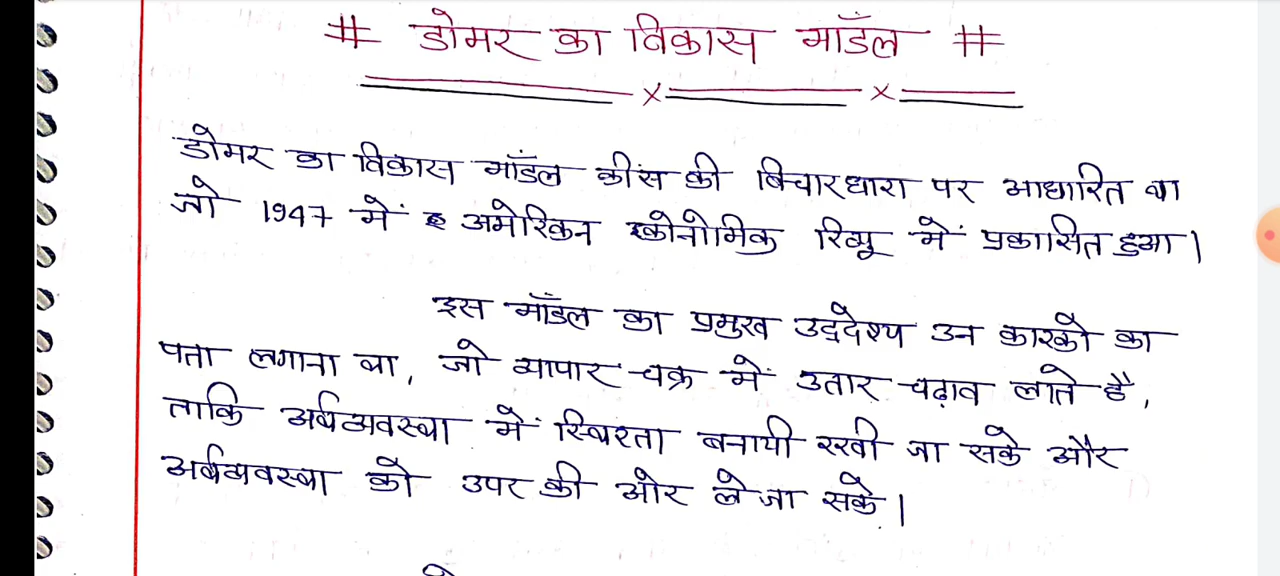 # डोमर का विकास मॉडल #
डोमर का विकास मॉडल कींस की विचारधारा पर आधारित था
जो 1947 में अमेरिकन इकोनोमिक रिव्यू में प्रकासित हुआ।
इस मॉडल का प्रमुख उद्देश्य उन कारको का
पता लगाना था, जो व्यापार चक्र में उतार चढ़ाव लाते है,
ताकि अर्थव्यवस्था में स्थिरता बनायी रखी जा सके और
अर्थव्यवस्था को उपर की ओर ले जा सके।